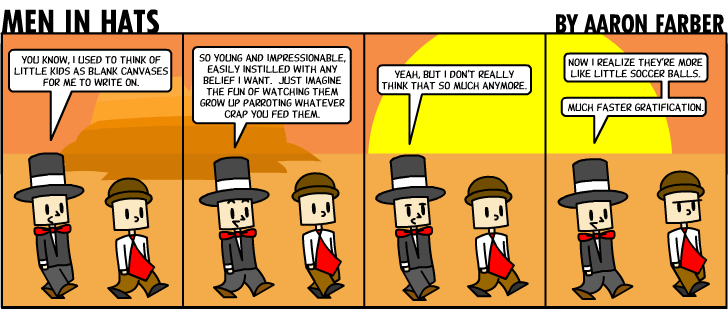 MEN IN HATS
BY AARON FARBER
YOU KNOW, I USED TO THINK OF
LITTLE KIDS AS BLANK CANVASES
FOR ME TO WRITE ON.
SO YOUNG AND IMPRESSIONABLE,
EASILY INSTILLED WITH ANY
BELIEF I WANT. JUST IMAGINE
THE FUN OF WATCHING THEM
GROW UP PARROTING WHATEVER
CRAP YOU FED THEM.
YEAH, BUT I DON'T REALLY
THINK THAT SO MUCH ANYMORE.
NOW I REALIZE THEY'RE MORE
LIKE LITTLE SOCCER BALLS.
MUCH FASTER GRATIFICATION.